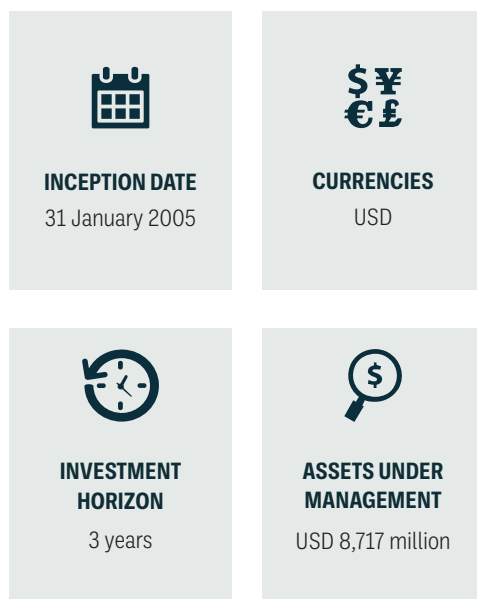 INCEPTION DATE
31 January 2005
$ ¥
€ £
CURRENCIES
USD
INVESTMENT
HORIZON
3 years
$
ASSETS UNDER
MANAGEMENT
USD 8,717 million